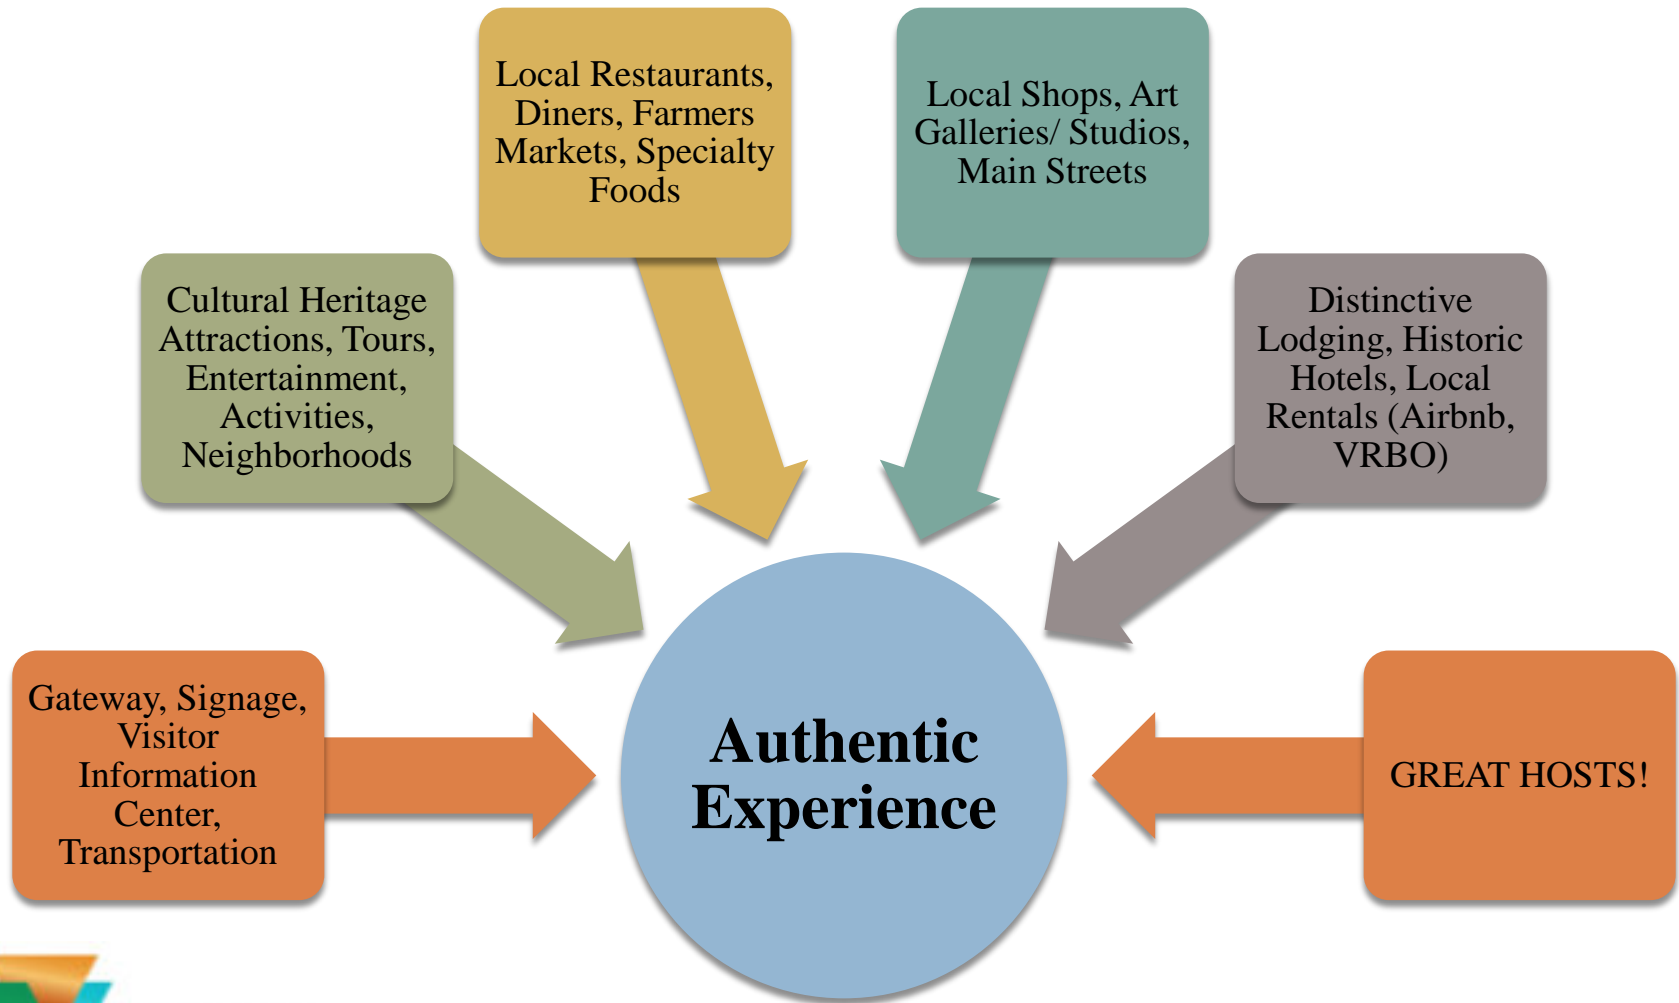 Local Restaurants,
Diners, Farmers
Markets, Specialty
Foods
Local Shops, Art
Galleries/ Studios,
Main Streets
Cultural Heritage
Attractions, Tours,
Entertainment,
Activities,
Neighborhoods
Distinctive
Lodging, Historic
Hotels, Local
Rentals (Airbnb,
VRBO)
Gateway, Signage,
Visitor
Information
Center,
Transportation
Authentic
Experience
GREAT HOSTS!